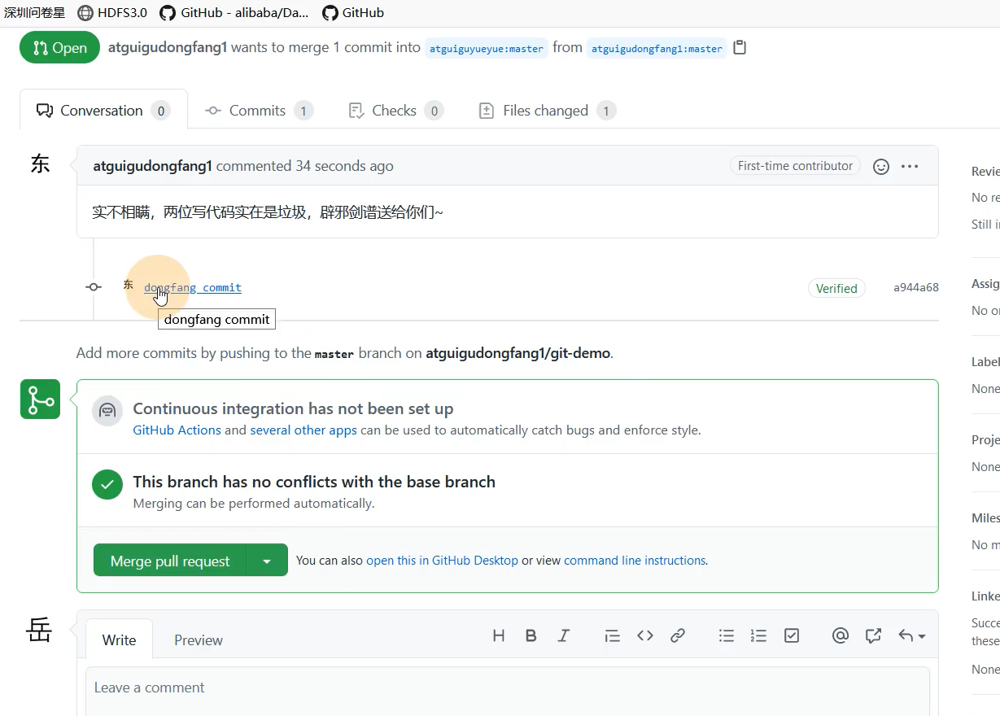 深圳问卷星 HDFS3.0 GitHub - alibaba/Da... GitHub
Open atguigudongfang1 wants to merge 1 commit into atguiguyueyue:master from atguigudongfang1:master
Conversation 0 Commits 1 Checks 0 Files changed 1
东 atguigudongfang1 commented 34 seconds ago First-time contributor
实不相瞒，两位写代码实在是垃圾，辟邪剑谱送给你们~
东 dongfang commit Verified a944a68
dongfang commit
Add more commits by pushing to the master branch on atguigudongfang1/git-demo.
Continuous integration has not been set up
GitHub Actions and several other apps can be used to automatically catch bugs and enforce style.
This branch has no conflicts with the base branch
Merging can be performed automatically.
Merge pull request You can also open this in GitHub Desktop or view command line instructions.
岳 Write Preview
Leave a comment
Revie
No re
Still i
Assig
No o
Label
None
Proje
None
Miles
No m
Linke
Succe
these
None